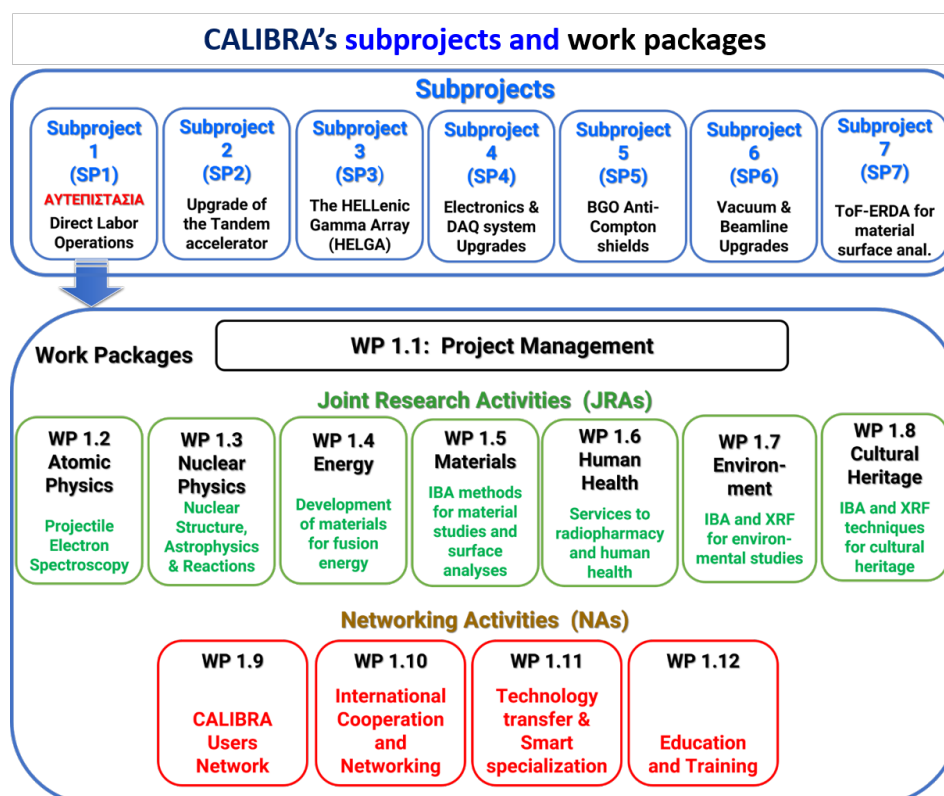 CALIBRA's subprojects and work packages
Subprojects
Subproject
1
(SP1)
ΑΥΤΕΠΙΣΤΑΣΙΑ
Direct Labor
Operations
Subproject
2
(SP2)
Upgrade of
the Tandem
accelerator
Subproject
3
(SP3)
The HELLenic
Gamma Array
(HELGA)
Subproject
4
(SP4)
Electronics &
DAQ system
Upgrades
Subproject
5
(SP5)
BGO Anti-
Compton
shields
Subproject
6
(SP6)
Vacuum &
Beamline
Upgrades
Subproject
7
(SP7)
ToF-ERDA for
material
surface anal.
Work Packages
WP 1.1: Project Management
Joint Research Activities (JRAs)
WP 1.2
Atomic
Physics
Projectile
Electron
Spectroscopy
WP 1.3
Nuclear
Physics
Nuclear
Structure,
Astrophysics
& Reactions
WP 1.4
Energy
Development
of materials
for fusion
energy
WP 1.5
Materials
IBA methods
for material
studies and
surface
analyses
WP 1.6
Human
Health
Services to
radiopharmacy
and human
health
WP 1.7
Environ-
ment
IBA and XRF
for environ-
mental studies
WP 1.8
Cultural
Heritage
IBA and XRF
techniques
for cultural
heritage
Networking Activities (NAs)
WP 1.9
CALIBRA
Users
Network
WP 1.10
International
Cooperation
and
Networking
WP 1.11
Technology
transfer &
Smart
specialization
WP 1.12
Education
and Training